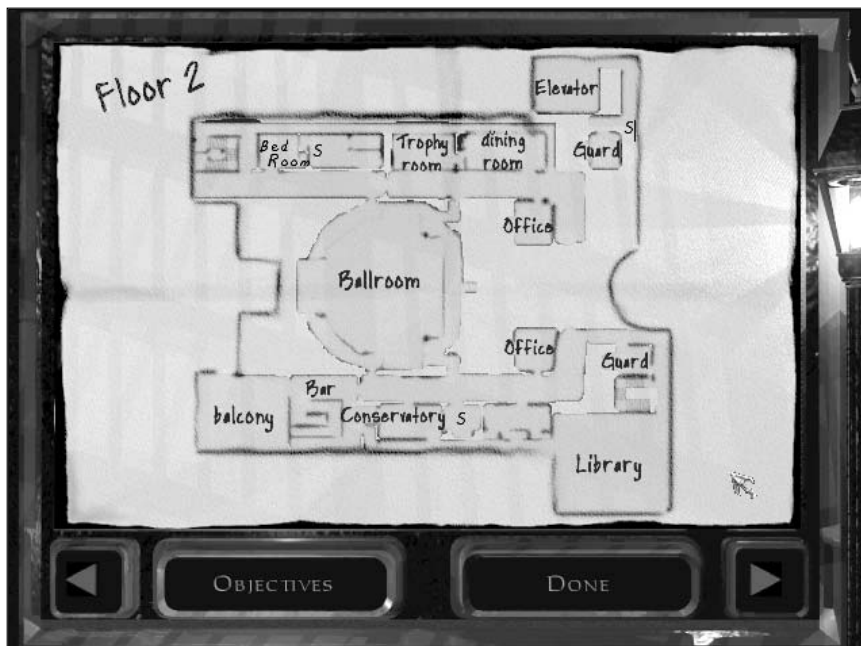 Floor 2
Elevator
S
Bed
Room
S
Trophy
room
dining
room
Guard
Office
Ballroom
Office
Guard
Bar
balcony
Conservatory
S
Library
OBJECTIVES
DONE